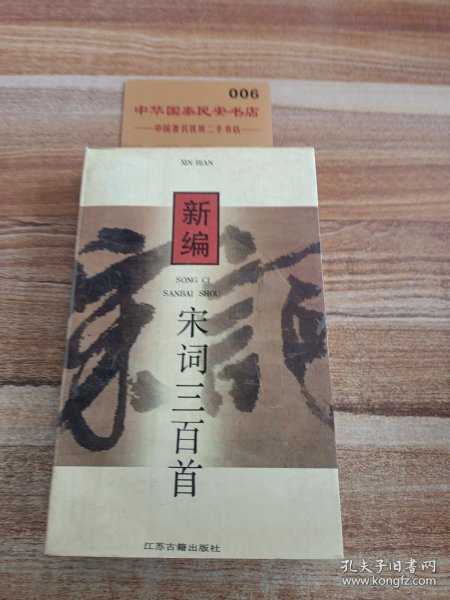 006
中华国泰民安书店
中国著名优质二手书店
XIN BIAN
新编
SONG CI
SANBAI SHOU
宋词三百首
江苏古籍出版社
孔夫子旧书网
www.kongfz.com